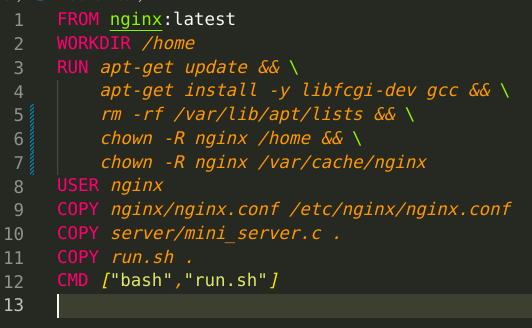 1 FROM nginx:latest
2 WORKDIR /home
3 RUN apt-get update && \
4 apt-get install -y libfcgi-dev gcc && \
5 rm -rf /var/lib/apt/lists && \
6 chown -R nginx /home && \
7 chown -R nginx /var/cache/nginx
8 USER nginx
9 COPY nginx/nginx.conf /etc/nginx/nginx.conf
10 COPY server/mini_server.c .
11 COPY run.sh .
12 CMD ["bash","run.sh"]
13